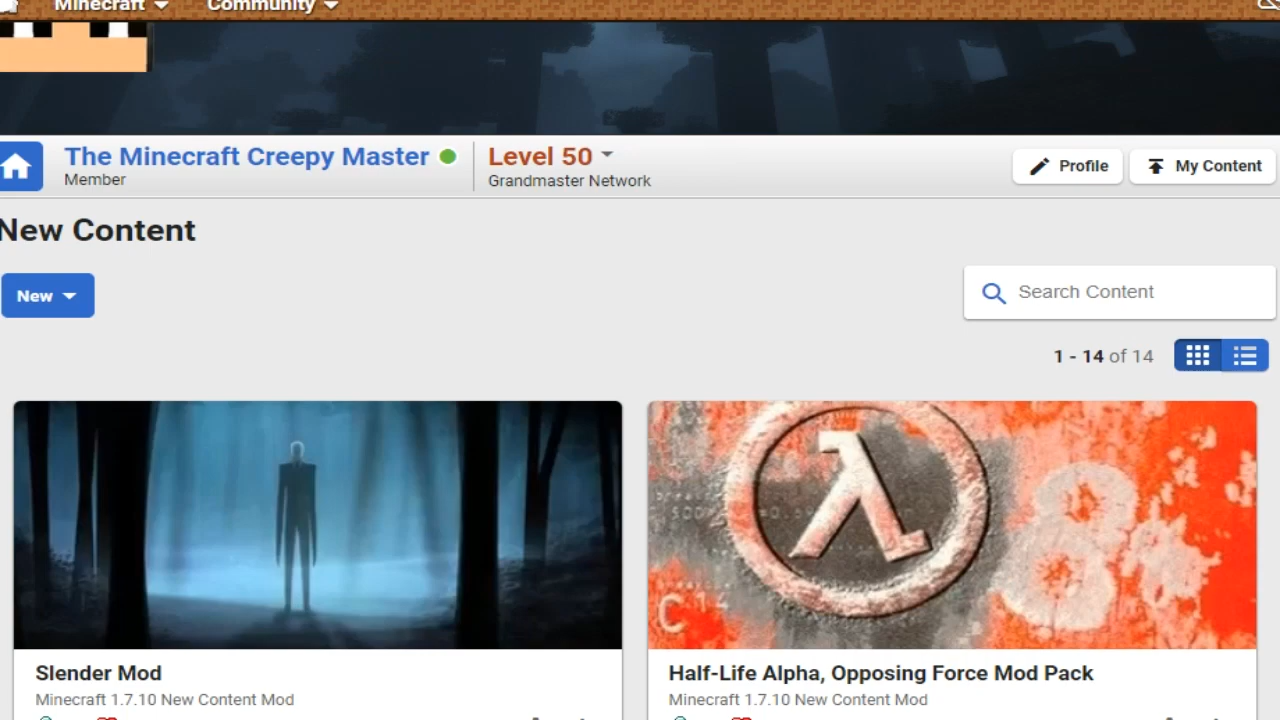 Minecraft Community
The Minecraft Creepy Master
Member
Level 50
Grandmaster Network
Profile
My Content
New Content
New
Search Content
1 - 14 of 14
Slender Mod
Minecraft 1.7.10 New Content Mod
Half-Life Alpha, Opposing Force Mod Pack
Minecraft 1.7.10 New Content Mod